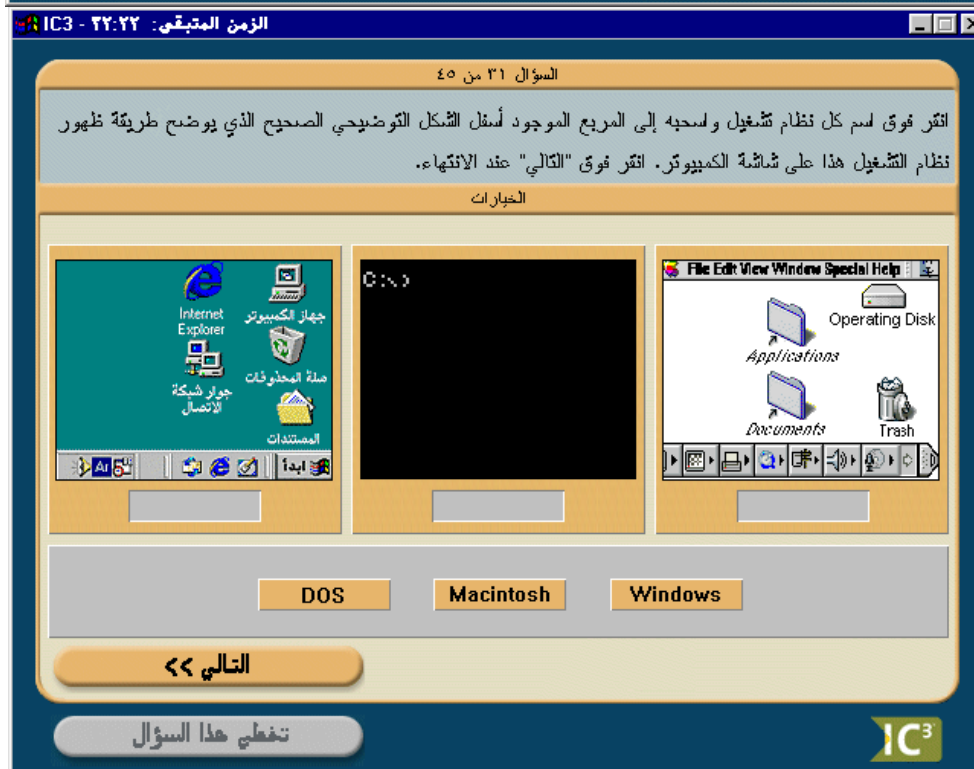 الزمن المتبقي: ٣٢:٢٢ - IC3
السؤال ٣١ من ٤٥
انقر فوق اسم كل نظام تشغيل واسحبه إلى المربع الموجود أسفل الشكل التوضيحي الصحيح الذي يوضح طريقة ظهور
نظام التشغيل هذا على شاشة الكمبيوتر. انقر فوق "التالي" عند الانتهاء.
الخيارات
File Edit View Window Special Help
Operating Disk
Applications
Documents
Trash
C:\>
جهاز الكمبيوتر
Internet
Explorer
سلة المحذوفات
جوار شبكة
الاتصال
المستندات
ابدأ
Ar
Windows
Macintosh
DOS
التالي >>
تخطي هذا السؤال
IC³